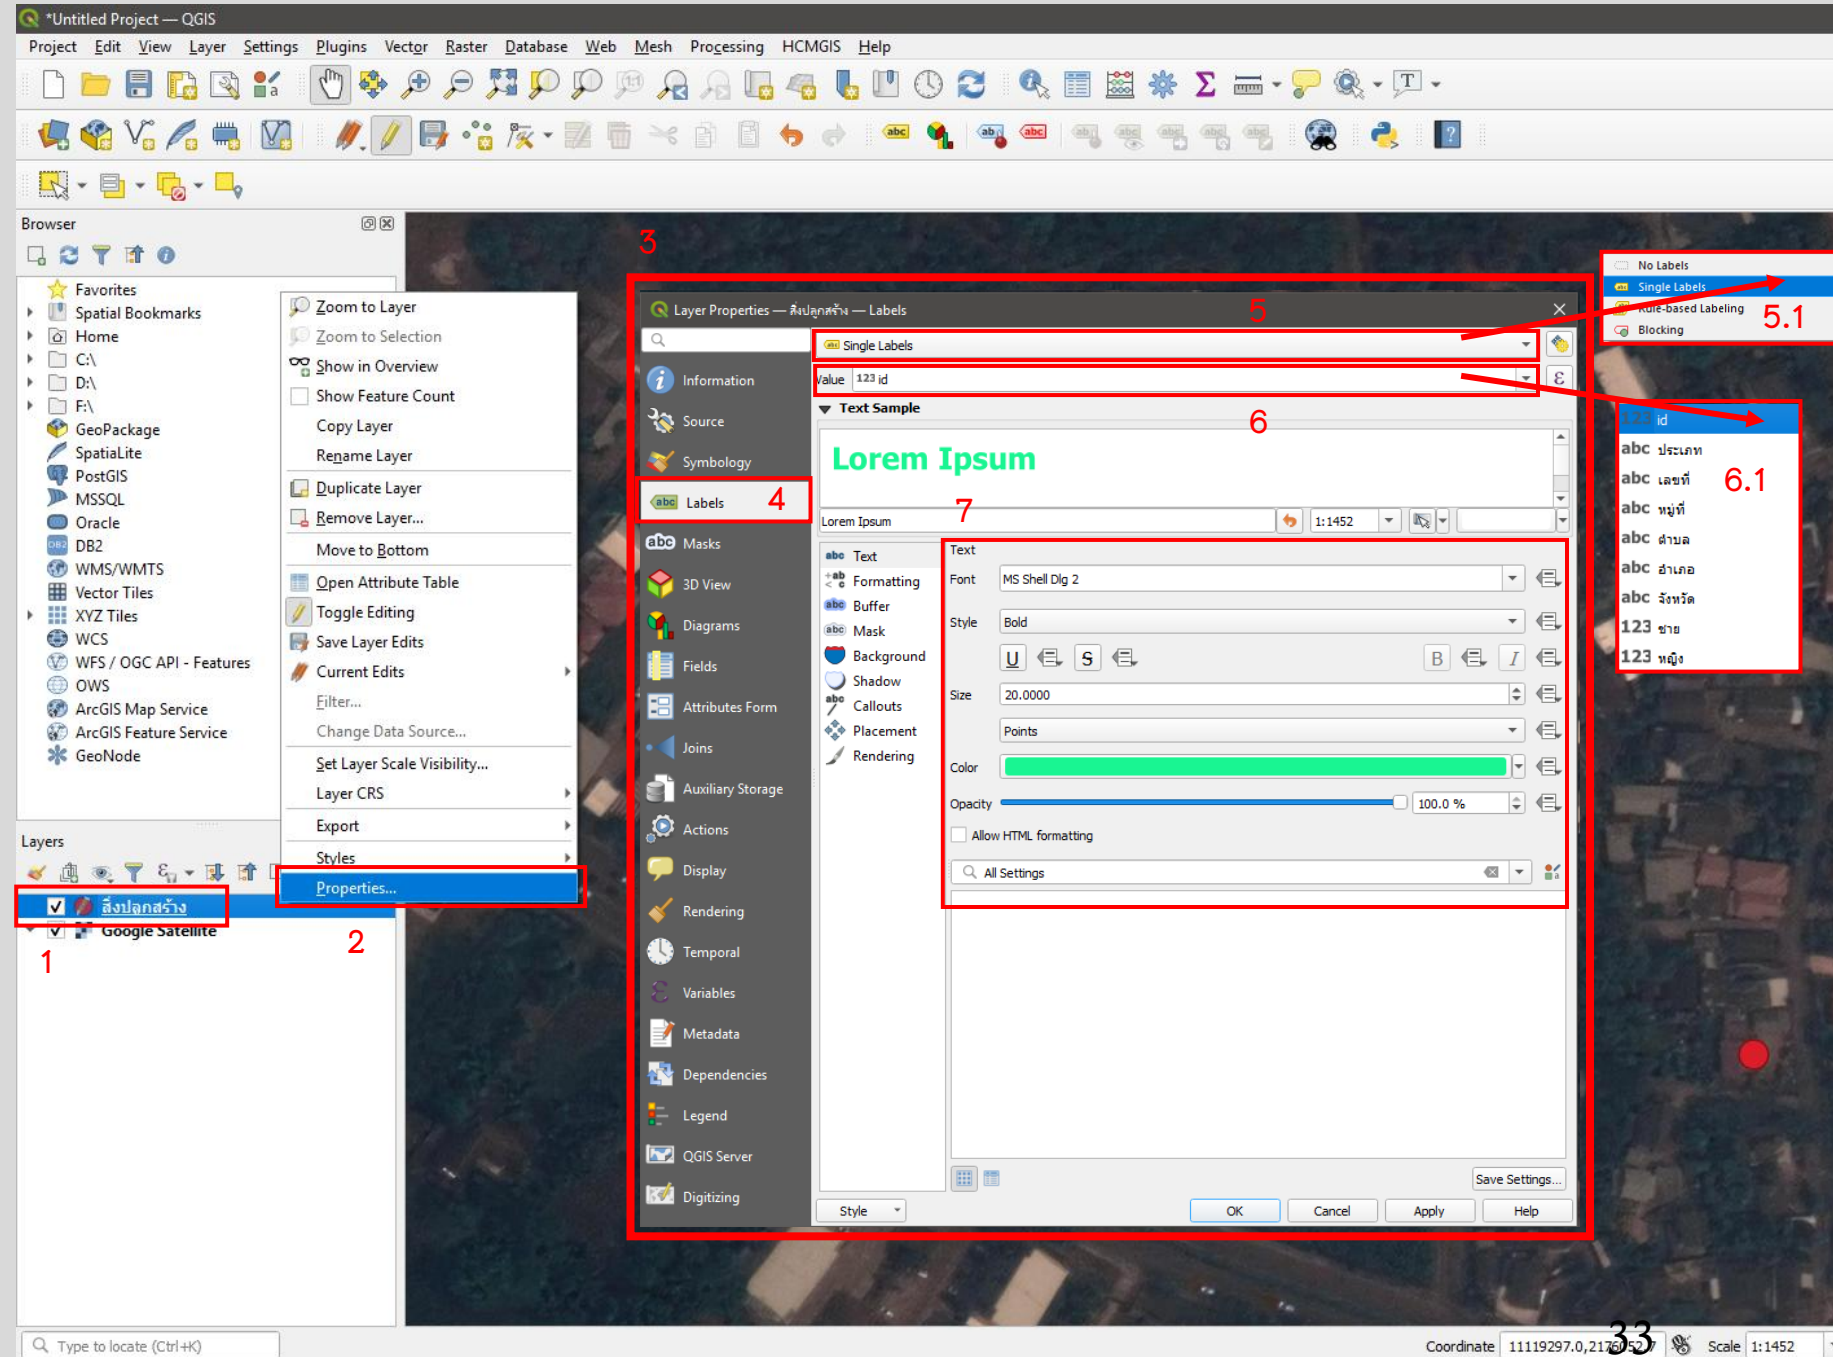 *Untitled Project — QGIS
Project Edit View Layer Settings Plugins Vector Raster Database Web Mesh Processing HCMGIS Help
Browser
Favorites
Spatial Bookmarks
Home
C:\
D:\
F:\
GeoPackage
SpatiaLite
PostGIS
MSSQL
Oracle
DB2
WMS/WMTS
Vector Tiles
XYZ Tiles
WCS
WFS / OGC API - Features
OWS
ArcGIS Map Service
ArcGIS Feature Service
GeoNode
Layers
สิ่งปลูกสร้าง
Google Satellite
1
Zoom to Layer
Zoom to Selection
Show in Overview
Show Feature Count
Copy Layer
Rename Layer
Duplicate Layer
Remove Layer...
Move to Bottom
Open Attribute Table
Toggle Editing
Save Layer Edits
Current Edits
Filter...
Change Data Source...
Set Layer Scale Visibility...
Layer CRS
Export
Styles
Properties...
2
3
Layer Properties — สิ่งปลูกสร้าง — Labels
Information
Source
Symbology
Labels 4
Masks
3D View
Diagrams
Fields
Attributes Form
Joins
Auxiliary Storage
Actions
Display
Rendering
Temporal
Variables
Metadata
Dependencies
Legend
QGIS Server
Digitizing
5
Single Labels
Value 123 id
Text Sample
6
Lorem Ipsum
7
Lorem Ipsum 1:1452
Text
Formatting
Buffer
Mask
Background
Shadow
Callouts
Placement
Rendering
Text
Font MS Shell Dlg 2
Style Bold
U S B I
Size 20.0000
Points
Color
Opacity 100.0 %
Allow HTML formatting
All Settings
Save Settings...
Style OK Cancel Apply Help
No Labels
Single Labels
Rule-based Labeling
Blocking
5.1
123 id
abc ประเภท
abc เลขที่
abc หมู่ที่
abc ตำบล
abc อำเภอ
abc จังหวัด
123 ชาย
123 หญิง
6.1
Type to locate (Ctrl+K)
Coordinate 11119297.0,2176052.7 Scale 1:1452
33